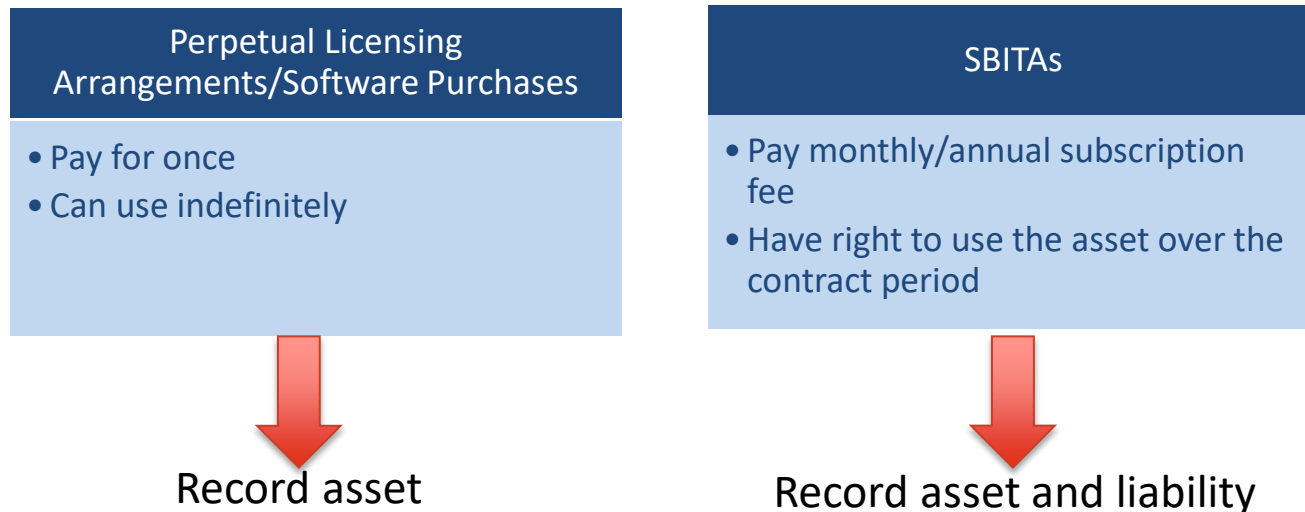 Perpetual Licensing
Arrangements/Software Purchases
• Pay for once
• Can use indefinitely
Record asset
SBITAs
• Pay monthly/annual subscription
fee
• Have right to use the asset over the
contract period
Record asset and liability